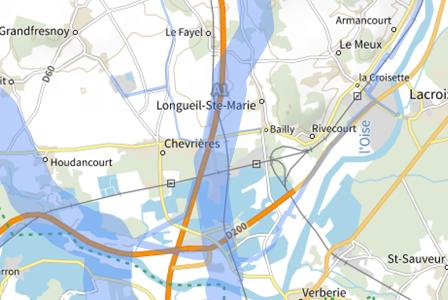 Grandfresnoy
Le Fayel
Armancourt
Le Meux
D60
la Croisette
A1
Lacroi
Longueil-Ste-Marie
Bailly
Rivecourt
l'Oise
Chevrières
Houdancourt
D200
St-Sauveur
rron
Verberie